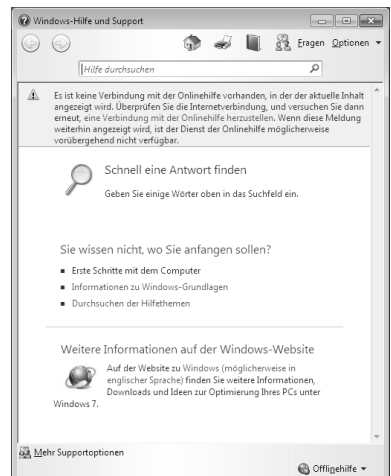 Windows-Hilfe und Support
Fragen Optionen
Hilfe durchsuchen
Es ist keine Verbindung mit der Onlinehilfe vorhanden, in der der aktuelle Inhalt
angezeigt wird. Überprüfen Sie die Internetverbindung, und versuchen Sie dann
erneut, eine Verbindung mit der Onlinehilfe herzustellen. Wenn diese Meldung
weiterhin angezeigt wird, ist der Dienst der Onlinehilfe möglicherweise
vorübergehend nicht verfügbar.
Schnell eine Antwort finden
Geben Sie einige Wörter oben in das Suchfeld ein.
Sie wissen nicht, wo Sie anfangen sollen?
Erste Schritte mit dem Computer
Informationen zu Windows-Grundlagen
Durchsuchen der Hilfethemen
Weitere Informationen auf der Windows-Website
Auf der Website zu Windows (möglicherweise in
englischer Sprache) finden Sie weitere Informationen,
Downloads und Ideen zur Optimierung Ihres PCs unter
Windows 7.
Mehr Supportoptionen
Offlinehilfe